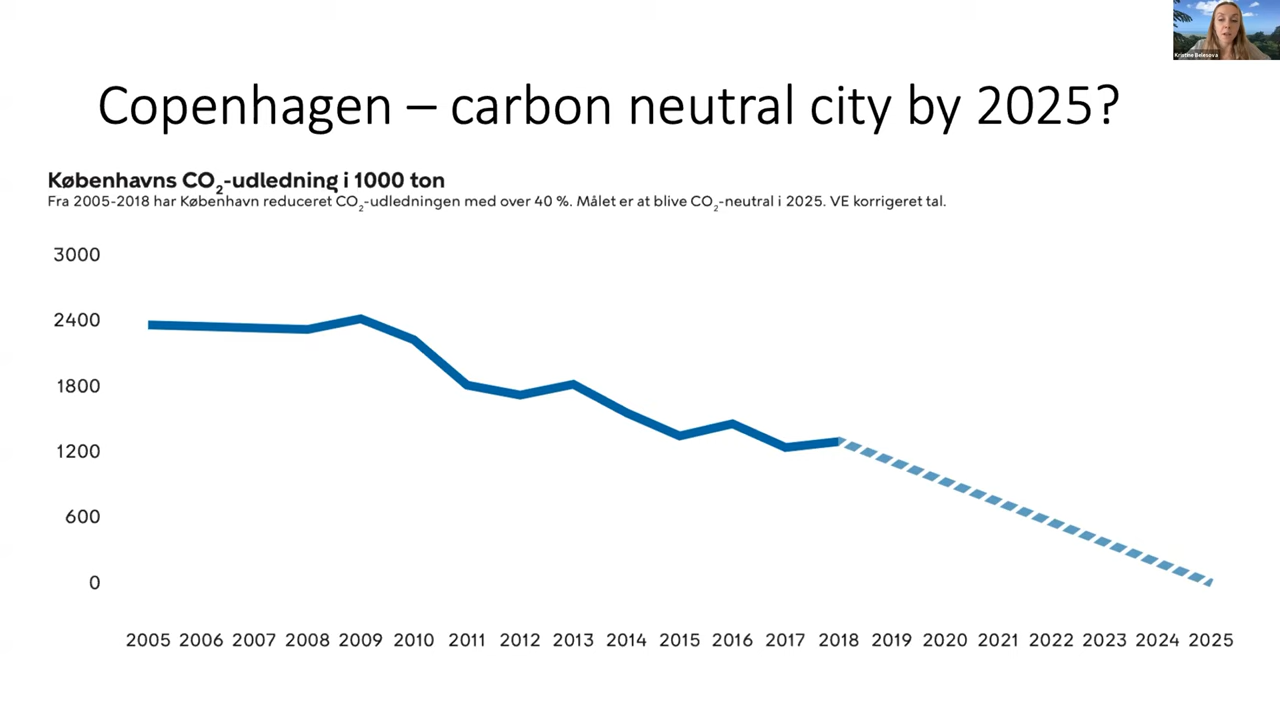 Kristine Belesova
Copenhagen – carbon neutral city by 2025?
Københavns CO₂-udledning i 1000 ton
Fra 2005-2018 har København reduceret CO₂-udledningen med over 40 %. Målet er at blive CO₂-neutral i 2025. VE korrigeret tal.
3000
2400
1800
1200
600
0
2005 2006 2007 2008 2009 2010 2011 2012 2013 2014 2015 2016 2017 2018 2019 2020 2021 2022 2023 2024 2025